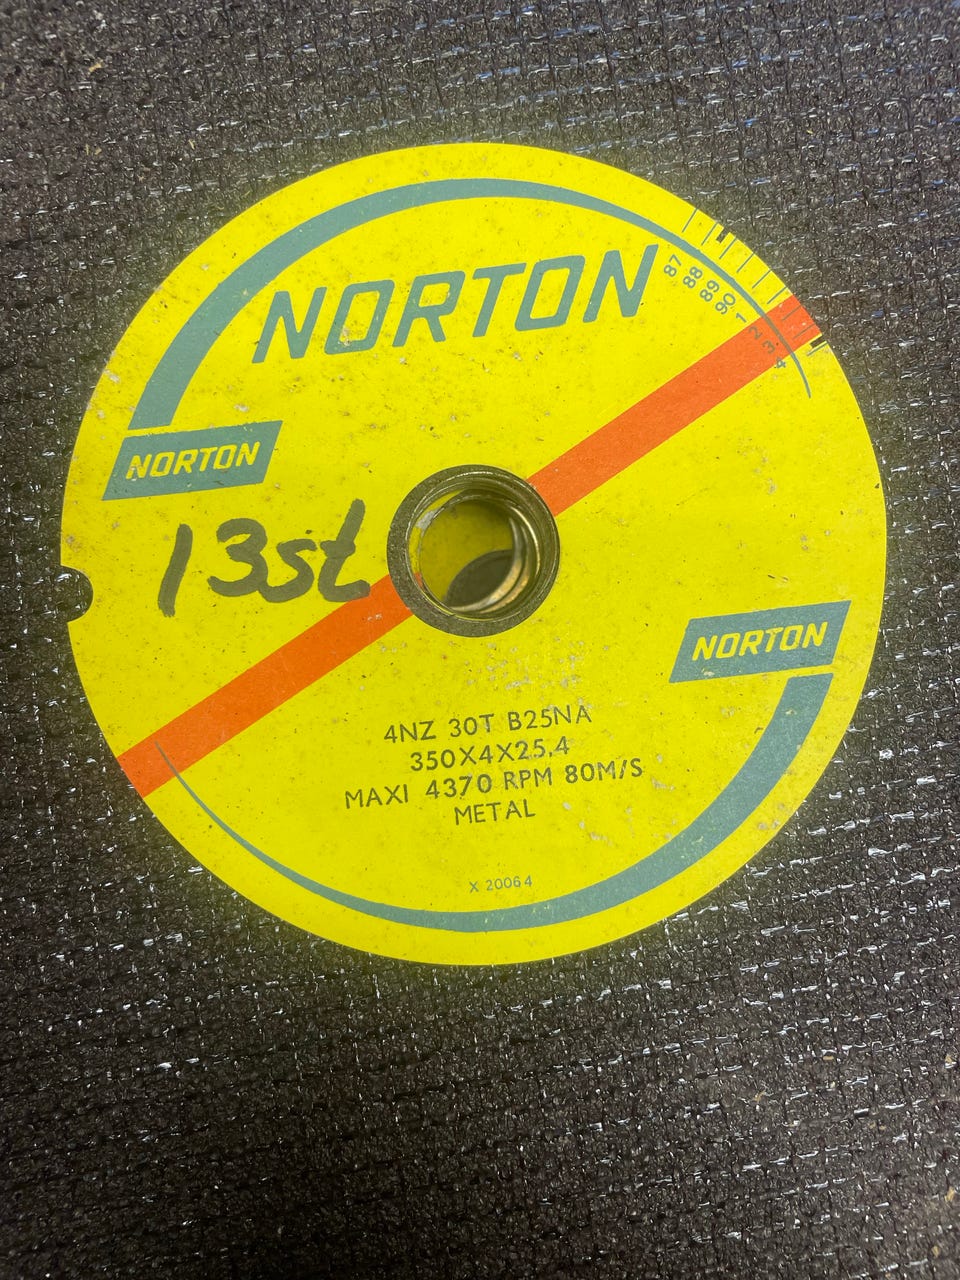 NORTON
87
88
89
90
1
2
3
4
NORTON
13st
NORTON
4NZ 30T B25NA
350X4X25,4
MAXI 4370 RPM 80M/S
METAL
X 20064